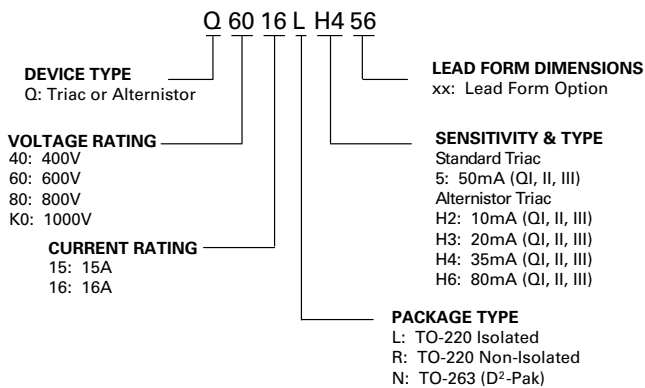 Q 60 16 L H4 56
DEVICE TYPE
Q: Triac or Alternistor
VOLTAGE RATING
40: 400V
60: 600V
80: 800V
K0: 1000V
CURRENT RATING
15: 15A
16: 16A
LEAD FORM DIMENSIONS
xx: Lead Form Option
SENSITIVITY & TYPE
Standard Triac
5: 50mA (QI, II, III)
Alternistor Triac
H2: 10mA (QI, II, III)
H3: 20mA (QI, II, III)
H4: 35mA (QI, II, III)
H6: 80mA (QI, II, III)
PACKAGE TYPE
L: TO-220 Isolated
R: TO-220 Non-Isolated
N: TO-263 (D²-Pak)